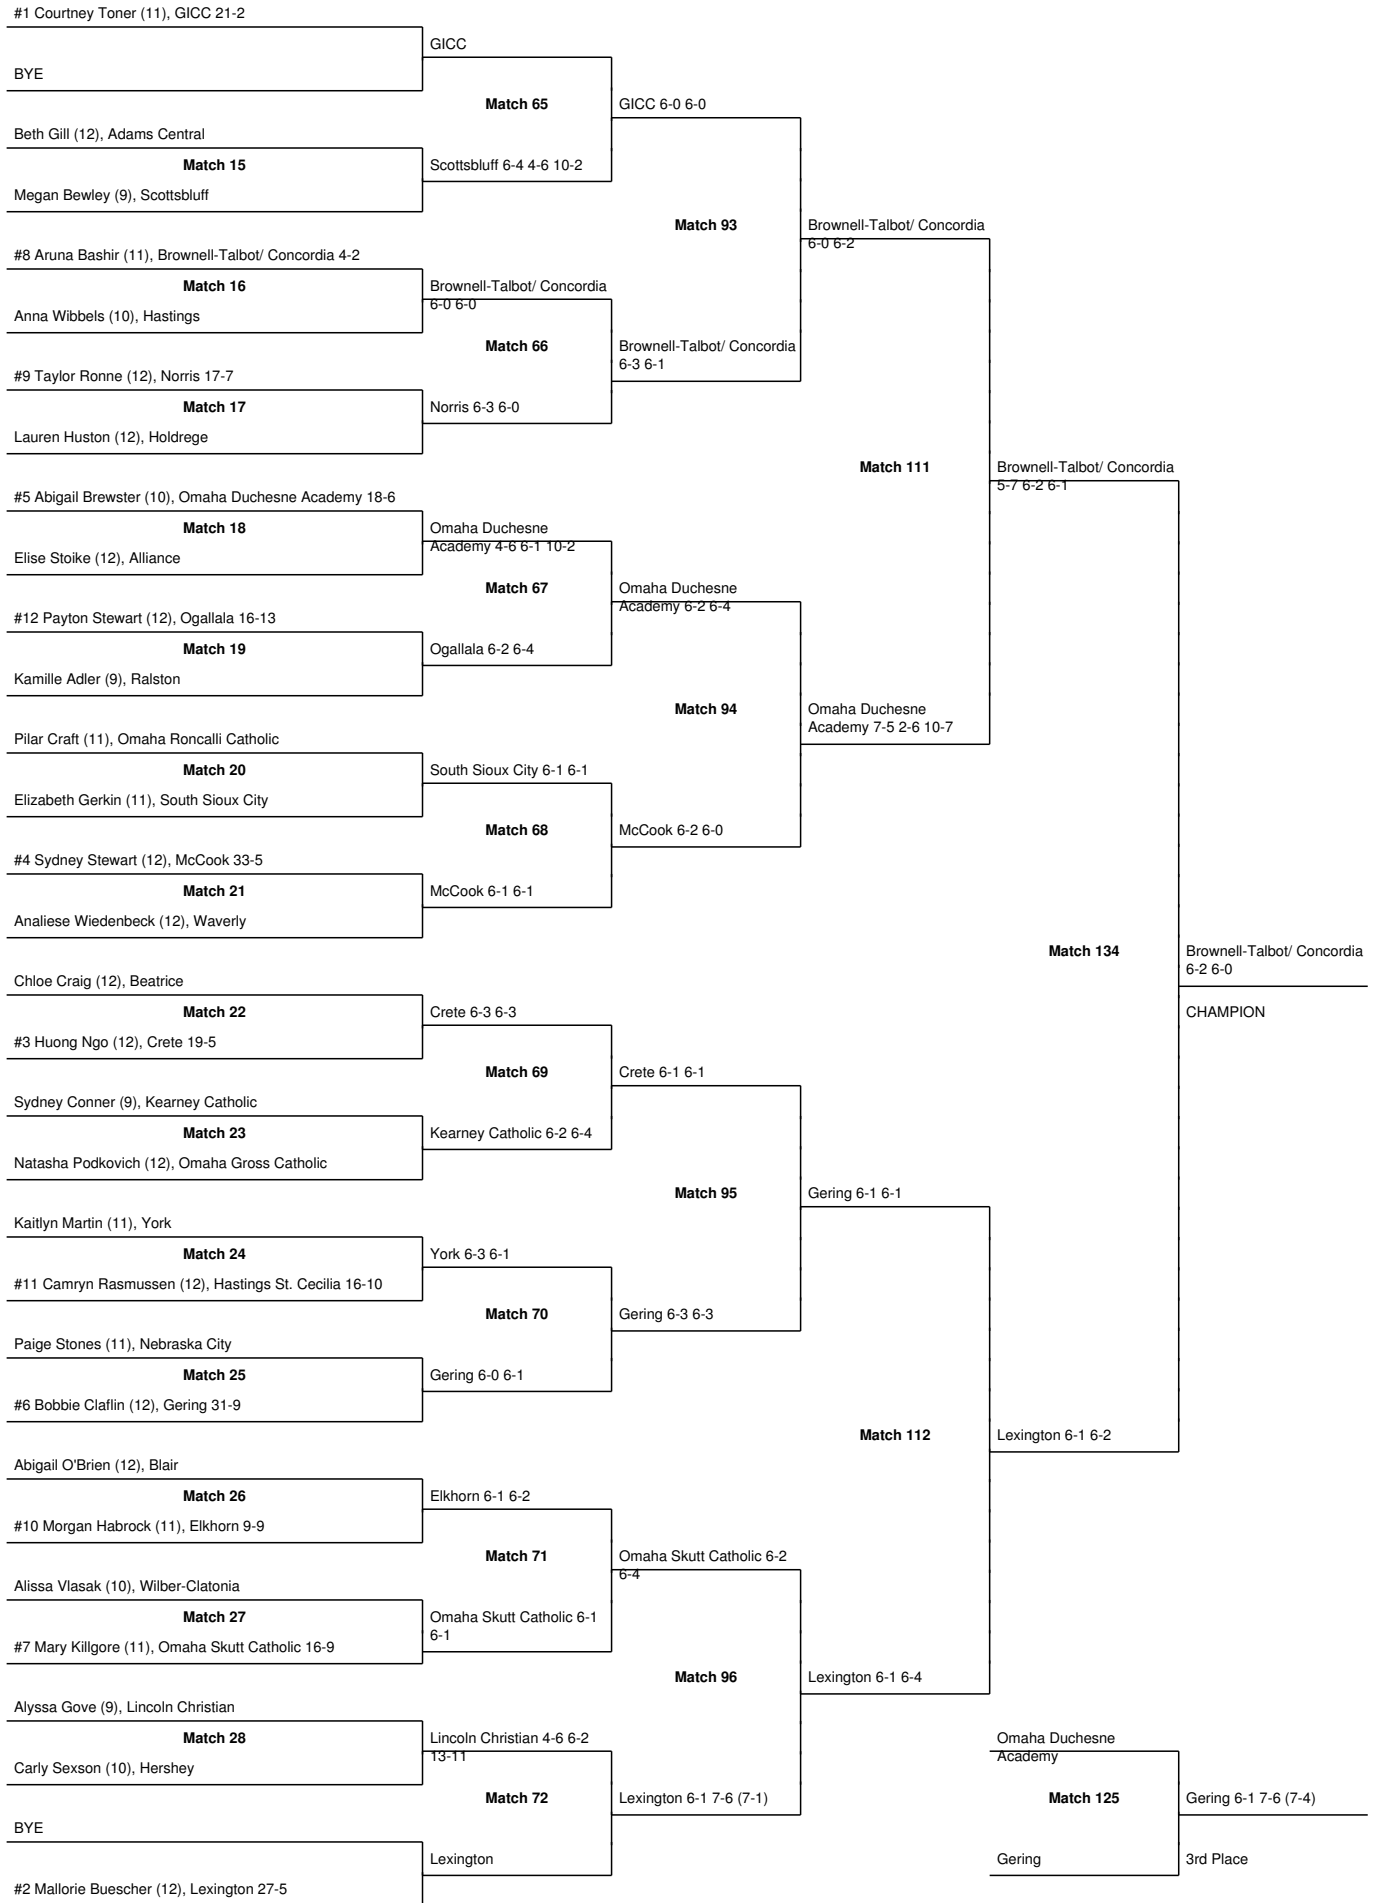 #1 Courtney Toner (11), GICC 21-2
GICC
BYE
Match 65
GICC 6-0 6-0
Beth Gill (12), Adams Central
Match 15
Scottsbluff 6-4 4-6 10-2
Megan Bewley (9), Scottsbluff
Match 93
Brownell-Talbot/ Concordia
6-0 6-2
#8 Aruna Bashir (11), Brownell-Talbot/ Concordia 4-2
Match 16
Brownell-Talbot/ Concordia
6-0 6-0
Anna Wibbels (10), Hastings
Match 66
Brownell-Talbot/ Concordia
6-3 6-1
#9 Taylor Ronne (12), Norris 17-7
Match 17
Norris 6-3 6-0
Lauren Huston (12), Holdrege
Match 111
Brownell-Talbot/ Concordia
5-7 6-2 6-1
#5 Abigail Brewster (10), Omaha Duchesne Academy 18-6
Match 18
Omaha Duchesne
Academy 4-6 6-1 10-2
Elise Stoike (12), Alliance
Match 67
Omaha Duchesne
Academy 6-2 6-4
#12 Payton Stewart (12), Ogallala 16-13
Match 19
Ogallala 6-2 6-4
Kamille Adler (9), Ralston
Match 94
Omaha Duchesne
Academy 7-5 2-6 10-7
Pilar Craft (11), Omaha Roncalli Catholic
Match 20
South Sioux City 6-1 6-1
Elizabeth Gerkin (11), South Sioux City
Match 68
McCook 6-2 6-0
#4 Sydney Stewart (12), McCook 33-5
Match 21
McCook 6-1 6-1
Analiese Wiedenbeck (12), Waverly
Match 134
Brownell-Talbot/ Concordia
6-2 6-0
CHAMPION
Chloe Craig (12), Beatrice
Match 22
Crete 6-3 6-3
#3 Huong Ngo (12), Crete 19-5
Match 69
Crete 6-1 6-1
Sydney Conner (9), Kearney Catholic
Match 23
Kearney Catholic 6-2 6-4
Natasha Podkovich (12), Omaha Gross Catholic
Match 95
Gering 6-1 6-1
Kaitlyn Martin (11), York
Match 24
York 6-3 6-1
#11 Camryn Rasmussen (12), Hastings St. Cecilia 16-10
Match 70
Gering 6-3 6-3
Paige Stones (11), Nebraska City
Match 25
Gering 6-0 6-1
#6 Bobbie Claflin (12), Gering 31-9
Match 112
Lexington 6-1 6-2
Abigail O'Brien (12), Blair
Match 26
Elkhorn 6-1 6-2
#10 Morgan Habrock (11), Elkhorn 9-9
Match 71
Omaha Skutt Catholic 6-2
6-4
Alissa Vlasak (10), Wilber-Clatonia
Match 27
Omaha Skutt Catholic 6-1
6-1
#7 Mary Killgore (11), Omaha Skutt Catholic 16-9
Match 96
Lexington 6-1 6-4
Alyssa Gove (9), Lincoln Christian
Match 28
Lincoln Christian 4-6 6-2
13-11
Carly Sexson (10), Hershey
Match 72
Lexington 6-1 7-6 (7-1)
BYE
Lexington
#2 Mallorie Buescher (12), Lexington 27-5
Omaha Duchesne
Academy
Match 125
Gering 6-1 7-6 (7-4)
Gering
3rd Place